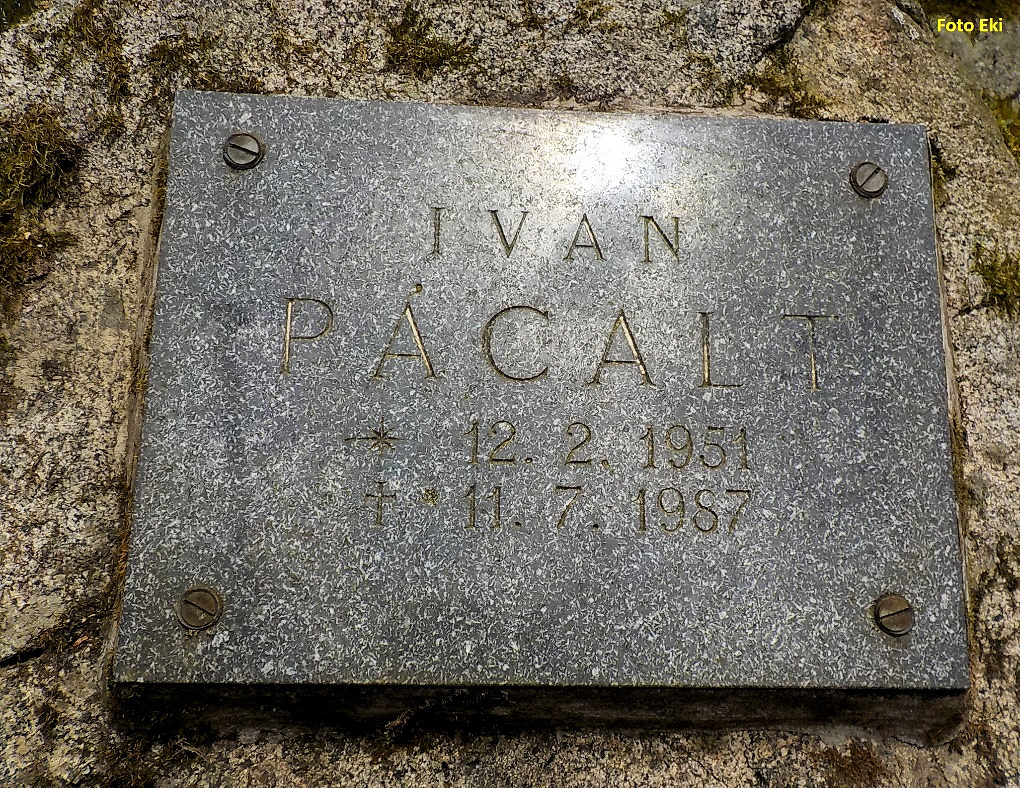 Foto Eki
IVAN
PÁCALT
* 12. 2. 1951
† 11. 7. 1987